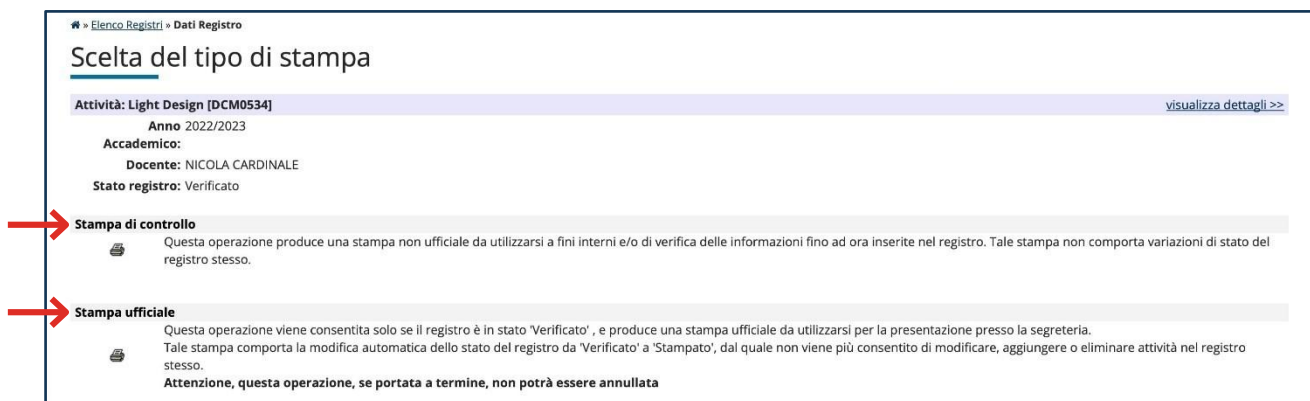 » Elenco Registri » Dati Registro
Scelta del tipo di stampa
Attività: Light Design [DCM0534] visualizza dettagli >>
Anno 2022/2023
Accademico:
Docente: NICOLA CARDINALE
Stato registro: Verificato
Stampa di controllo
Questa operazione produce una stampa non ufficiale da utilizzarsi a fini interni e/o di verifica delle informazioni fino ad ora inserite nel registro. Tale stampa non comporta variazioni di stato del
registro stesso.
Stampa ufficiale
Questa operazione viene consentita solo se il registro è in stato 'Verificato' , e produce una stampa ufficiale da utilizzarsi per la presentazione presso la segreteria.
Tale stampa comporta la modifica automatica dello stato del registro da 'Verificato' a 'Stampato', dal quale non viene più consentito di modificare, aggiungere o eliminare attività nel registro
stesso.
Attenzione, questa operazione, se portata a termine, non potrà essere annullata